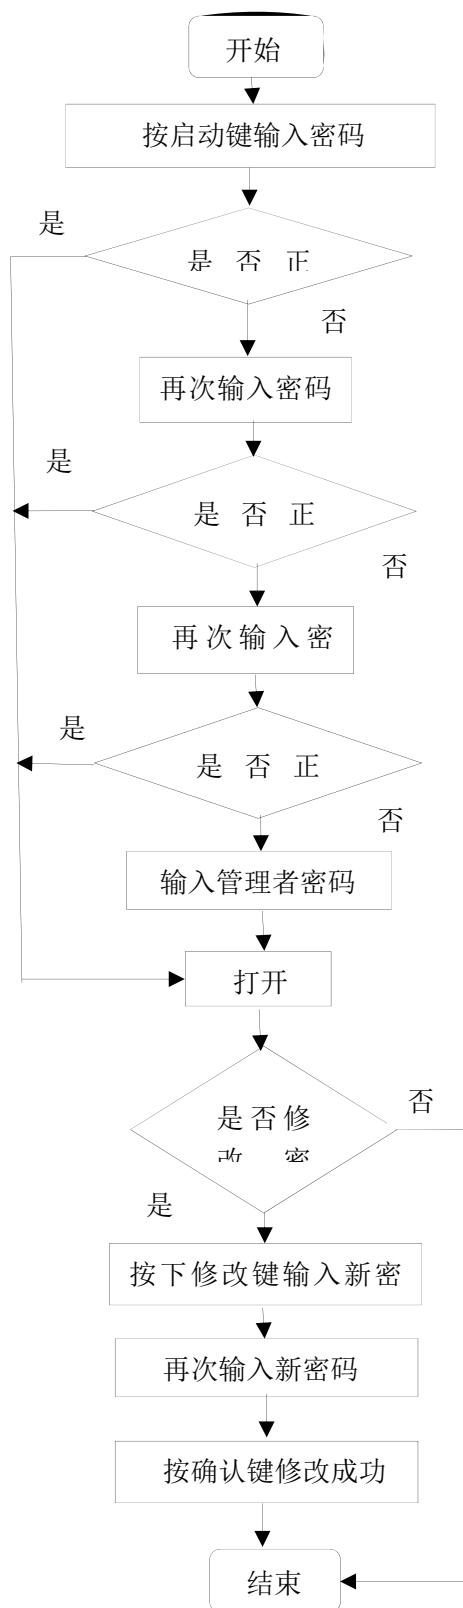 开始
按启动键输入密码
是
是 否 正
否
再次输入密码
是
是 否 正
否
再次输入密
是
是 否 正
否
输入管理者密码
打开
是否修
改 密
否
是
按下修改键输入新密
再次输入新密码
按确认键修改成功
结束